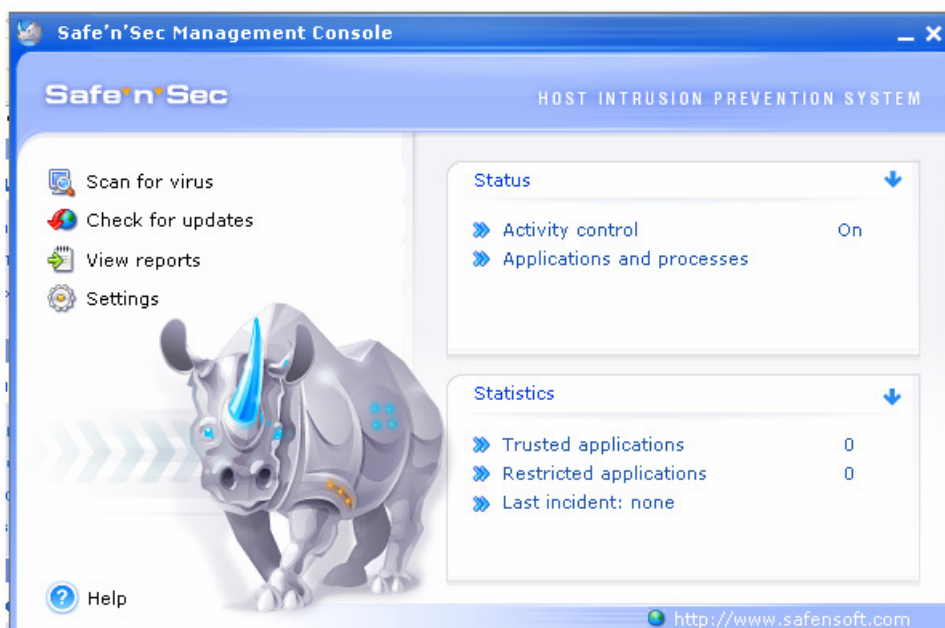 Safe'n'Sec Management Console
Safe'n'Sec
HOST INTRUSION PREVENTION SYSTEM
Scan for virus
Check for updates
View reports
Settings
Help
Status
Activity control On
Applications and processes
Statistics
Trusted applications 0
Restricted applications 0
Last incident: none
http://www.safensoft.com